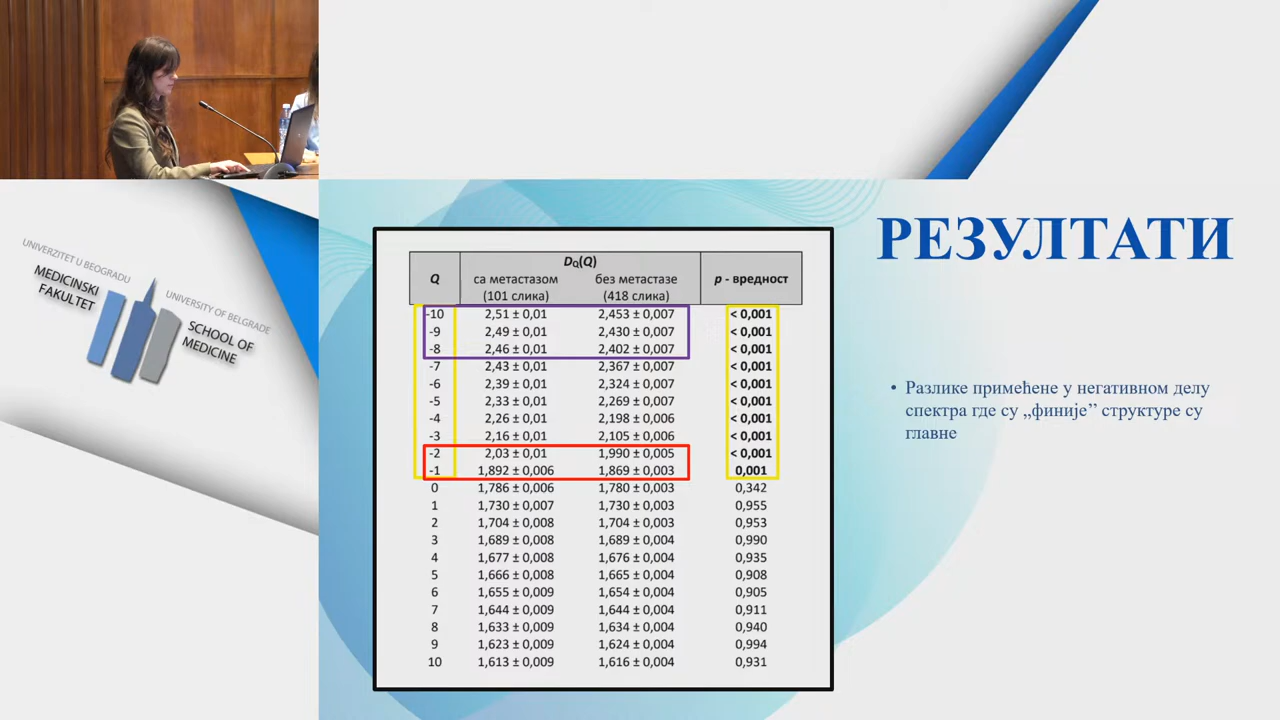 UNIVERZITET U BEOGRADU
MEDICINSKI
FAKULTET
UNIVERSITY OF BELGRADE
SCHOOL OF
MEDICINE
РЕЗУЛТАТИ
Q DQ(Q) p - вредност
са метастазом без метастазе
(101 слика) (418 слика)
-10 2,51 ± 0,01 2,453 ± 0,007 < 0,001
-9 2,49 ± 0,01 2,430 ± 0,007 < 0,001
-8 2,46 ± 0,01 2,402 ± 0,007 < 0,001
-7 2,43 ± 0,01 2,367 ± 0,007 < 0,001
-6 2,39 ± 0,01 2,324 ± 0,007 < 0,001
-5 2,33 ± 0,01 2,269 ± 0,007 < 0,001
-4 2,26 ± 0,01 2,198 ± 0,006 < 0,001
-3 2,16 ± 0,01 2,105 ± 0,006 < 0,001
-2 2,03 ± 0,01 1,990 ± 0,005 < 0,001
-1 1,892 ± 0,006 1,869 ± 0,003 0,001
0 1,786 ± 0,006 1,780 ± 0,003 0,342
1 1,730 ± 0,007 1,730 ± 0,003 0,955
2 1,704 ± 0,008 1,704 ± 0,003 0,953
3 1,689 ± 0,008 1,689 ± 0,004 0,990
4 1,677 ± 0,008 1,676 ± 0,004 0,935
5 1,666 ± 0,008 1,665 ± 0,004 0,908
6 1,655 ± 0,009 1,654 ± 0,004 0,905
7 1,644 ± 0,009 1,644 ± 0,004 0,911
8 1,633 ± 0,009 1,634 ± 0,004 0,940
9 1,623 ± 0,009 1,624 ± 0,004 0,994
10 1,613 ± 0,009 1,616 ± 0,004 0,931
• Разлике примећене у негативном делу
спектра где су „финије” структуре су
главне